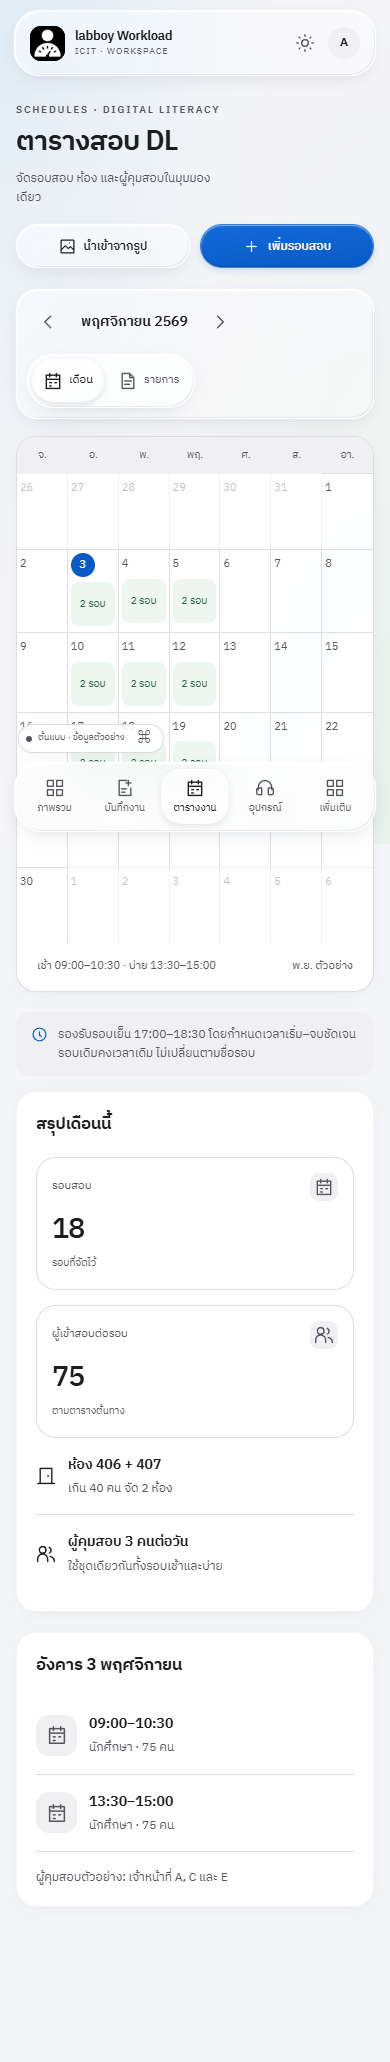 labboy Workload
ICIT · WORKSPACE
A
SCHEDULES · DIGITAL LITERACY
ตารางสอบ DL
จัดรอบสอบ ห้อง และผู้คุมสอบในมุมมอง
เดียว
นำเข้าจากรูป
เพิ่มรอบสอบ
พฤศจิกายน 2569
เดือน
รายการ
จ. อ. พ. พฤ. ศ. ส. อา.
26 27 28 29 30 31 1
2 3 4 5 6 7 8
2 รอบ 2 รอบ 2 รอบ
9 10 11 12 13 14 15
2 รอบ 2 รอบ 2 รอบ
19 20 21 22
ต้นแบบ · ข้อมูลตัวอย่าง ⌘
ภาพรวม บันทึกงาน ตารางงาน อุปกรณ์ เพิ่มเติม
30 1 2 3 4 5 6
เช้า 09:00–10:30 · บ่าย 13:30–15:00 พ.ย. ตัวอย่าง
รองรับรอบเย็น 17:00–18:30 โดยกำหนดเวลาเริ่ม–จบชัดเจน
รอบเดิมคงเวลาเดิม ไม่เปลี่ยนตามชื่อรอบ
สรุปเดือนนี้
รอบสอบ
18
รอบที่จัดไว้
ผู้เข้าสอบต่อรอบ
75
ตามตารางต้นทาง
ห้อง 406 + 407
เกิน 40 คน จัด 2 ห้อง
ผู้คุมสอบ 3 คนต่อวัน
ใช้ชุดเดียวกันทั้งรอบเช้าและบ่าย
อังคาร 3 พฤศจิกายน
09:00–10:30
นักศึกษา · 75 คน
13:30–15:00
นักศึกษา · 75 คน
ผู้คุมสอบตัวอย่าง: เจ้าหน้าที่ A, C และ E